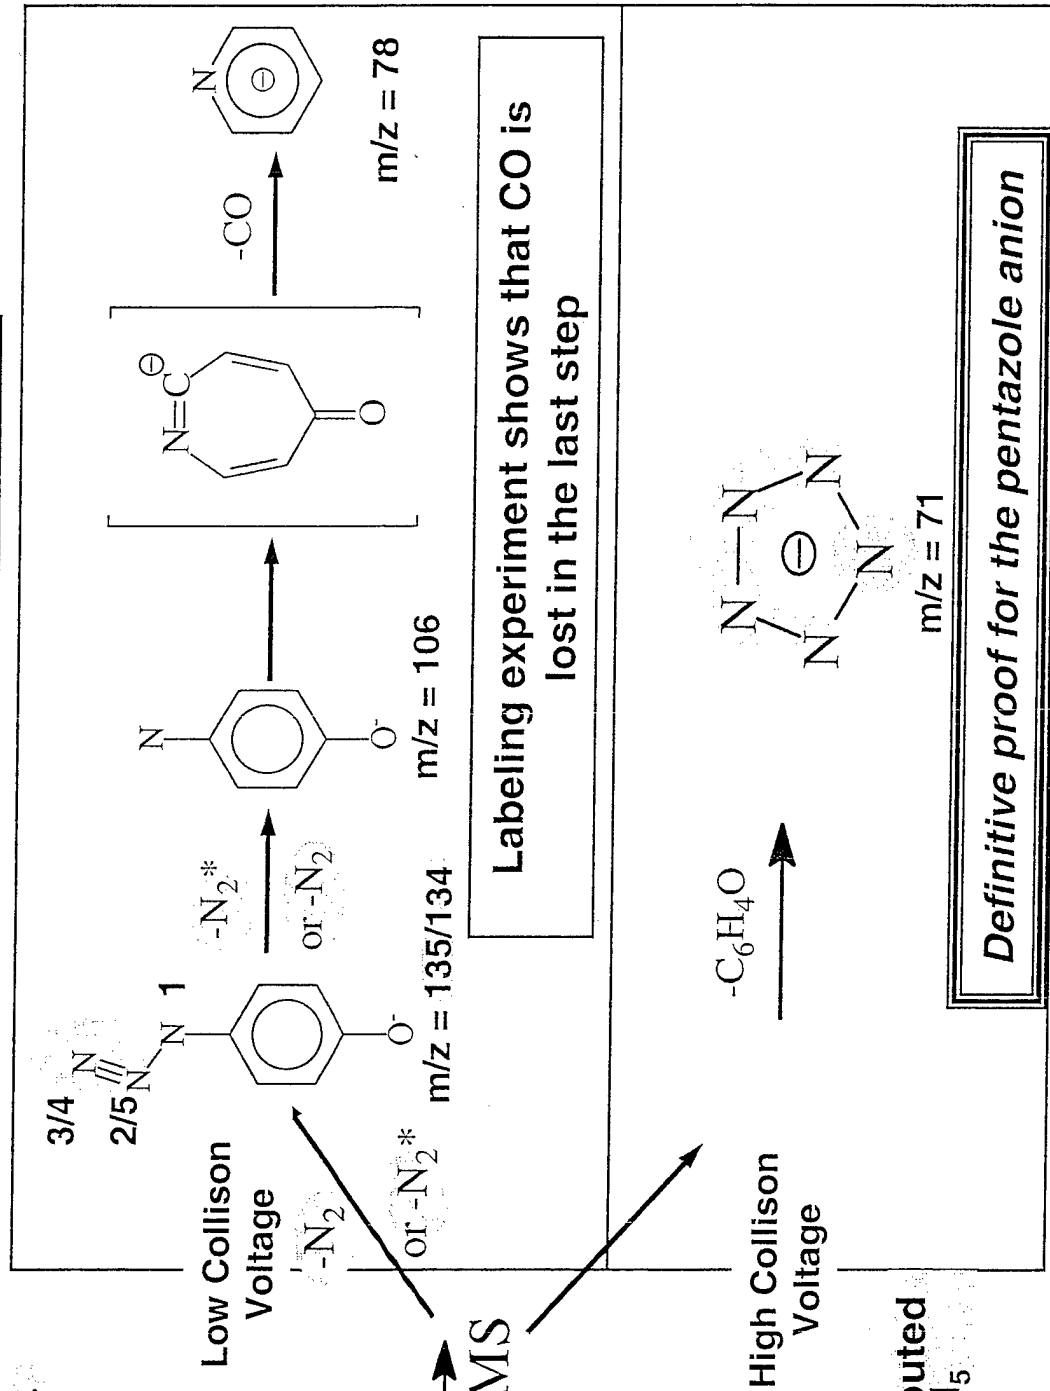 MS
Low Collison
Voltage
-N2
or -N2*
3/4
2/5
N
N
N 1
O-
m/z = 135/134
-N2*
or -N2
N
O-
m/z = 106
N=C
⊖
O
-CO
N
⊖
m/z = 78
Labeling experiment shows that CO is
lost in the last step
High Collison
Voltage
-C6H4O
N N
N N
N
⊖
m/z = 71
Definitive proof for the pentazole anion